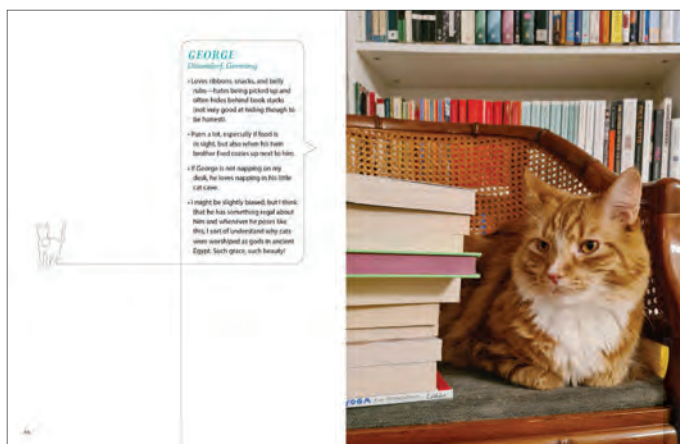 GEORGE
Düsseldorf, Germany
• Loves ribbons, snacks, and belly
rubs—hates being picked up and
often hides behind book stacks
(not very good at hiding though to
be honest).
• Purrs a lot, especially if food is
in sight, but also when his twin
brother Fred cozies up next to him.
• If George is not napping on my
desk, he loves napping in his little
cat cave.
• I might be slightly biased, but I think
that he has something regal about
him and whenever he poses like
this, I sort of understand why cats
were worshiped as gods in ancient
Egypt. Such grace, such beauty!
YOGA